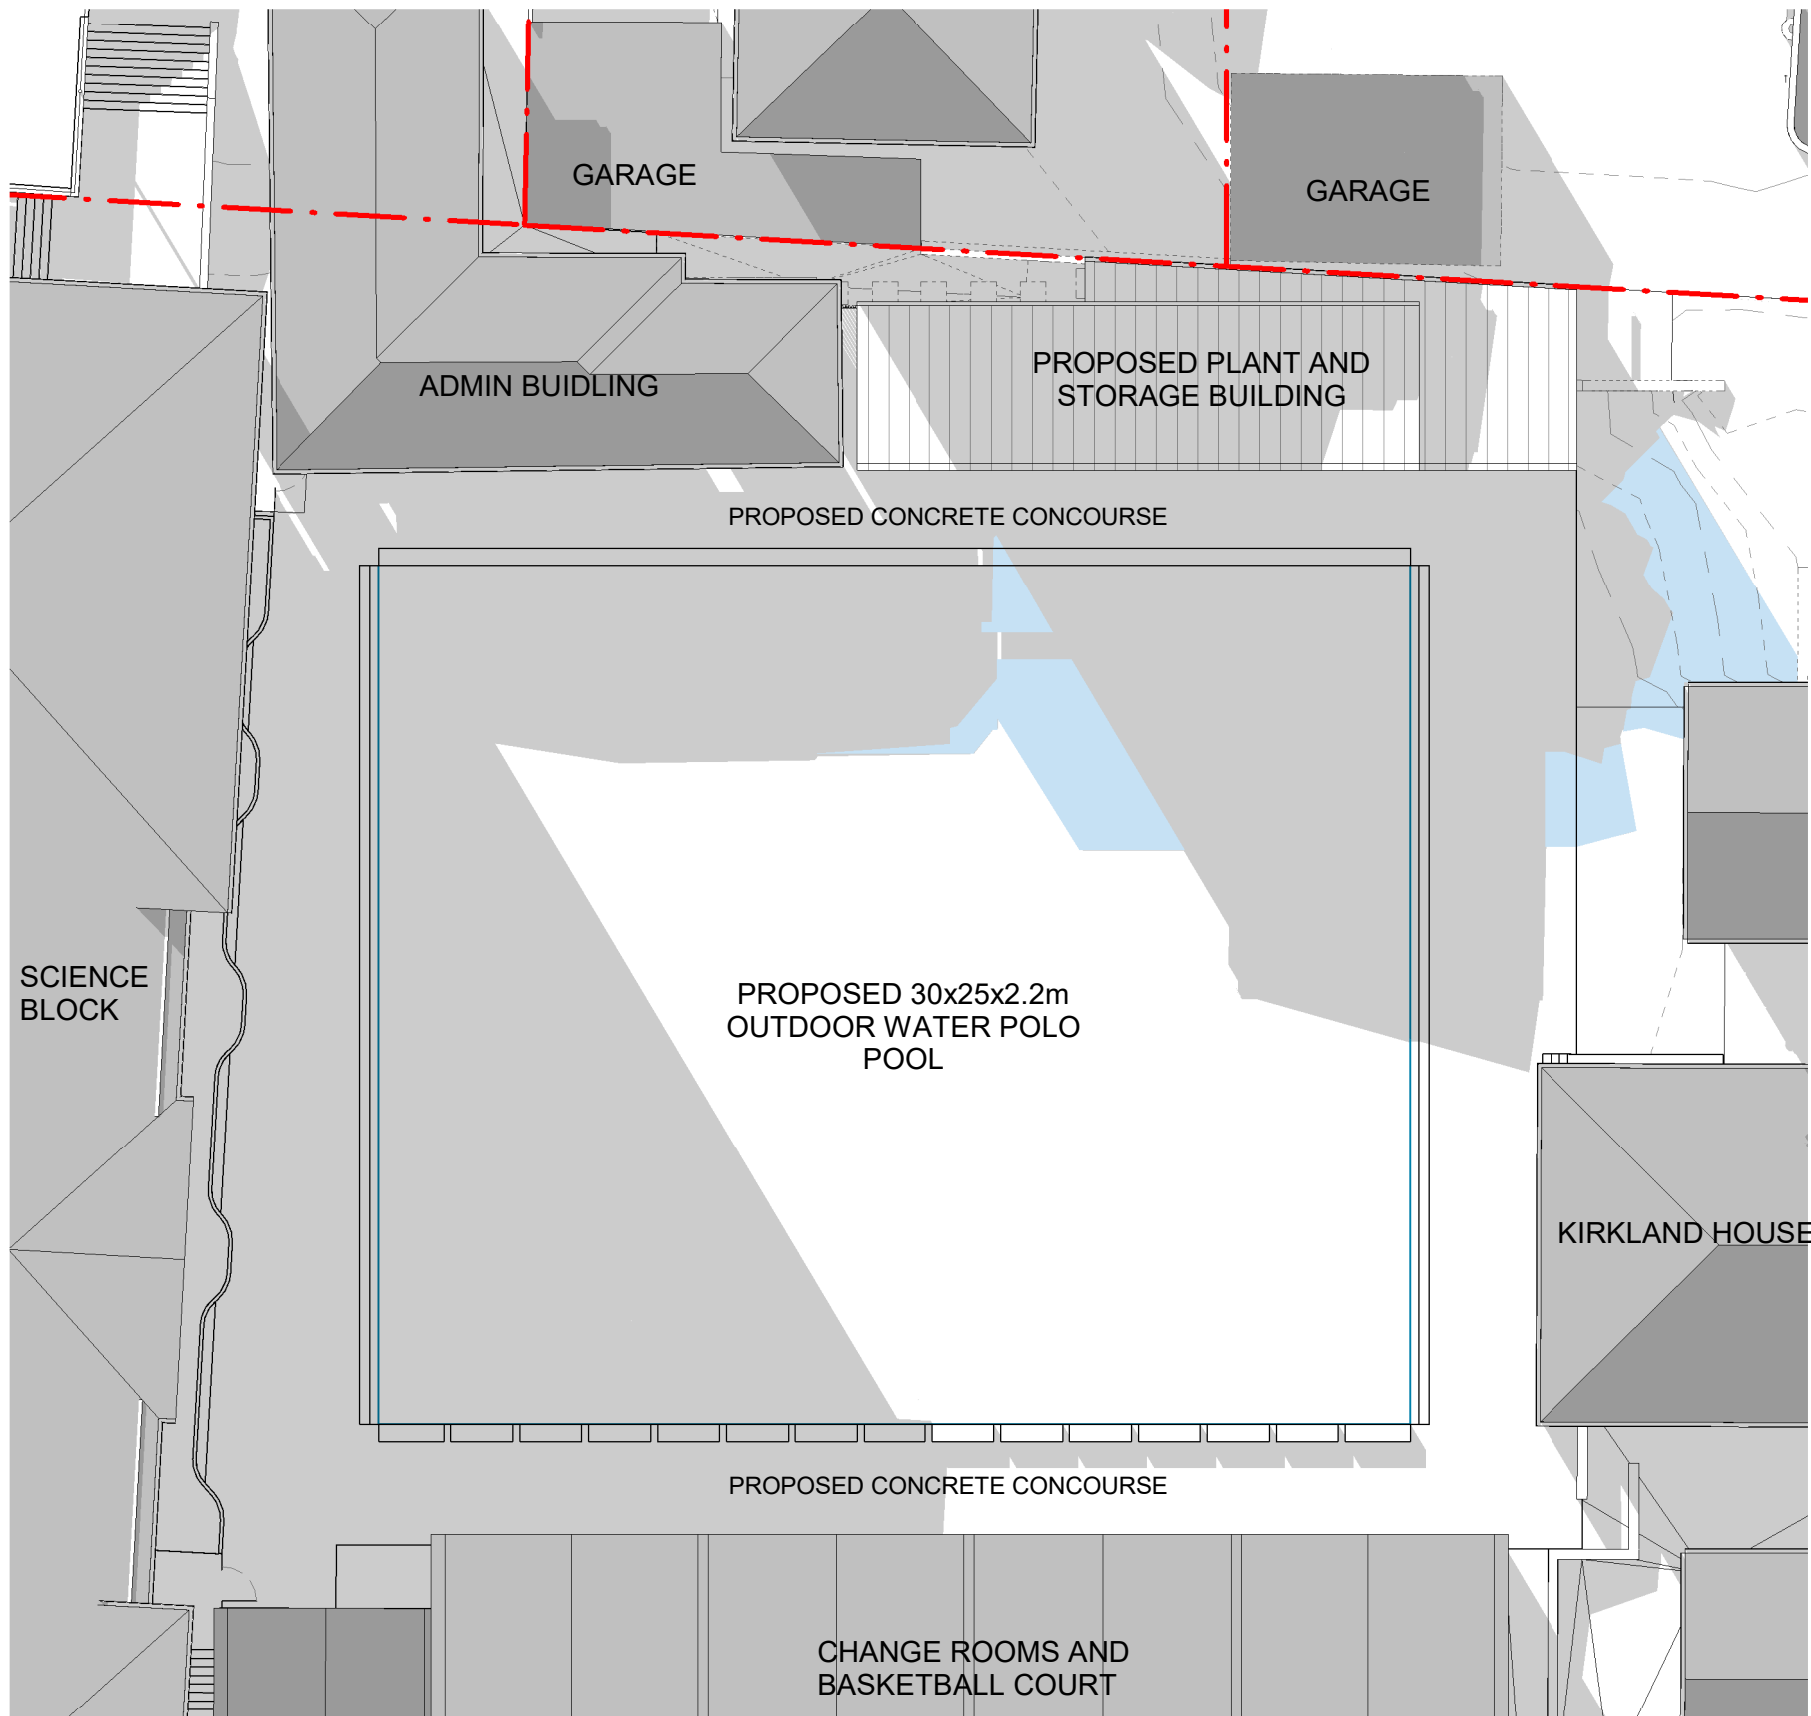 GARAGE
GARAGE
PROPOSED PLANT AND
STORAGE BUILDING
ADMIN BUIDLING
PROPOSED CONCRETE CONCOURSE
SCIENCE
BLOCK
PROPOSED 30x25x2.2m
OUTDOOR WATER POLO
POOL
KIRKLAND HOUSE
PROPOSED CONCRETE CONCOURSE
CHANGE ROOMS AND
BASKETBALL COURT